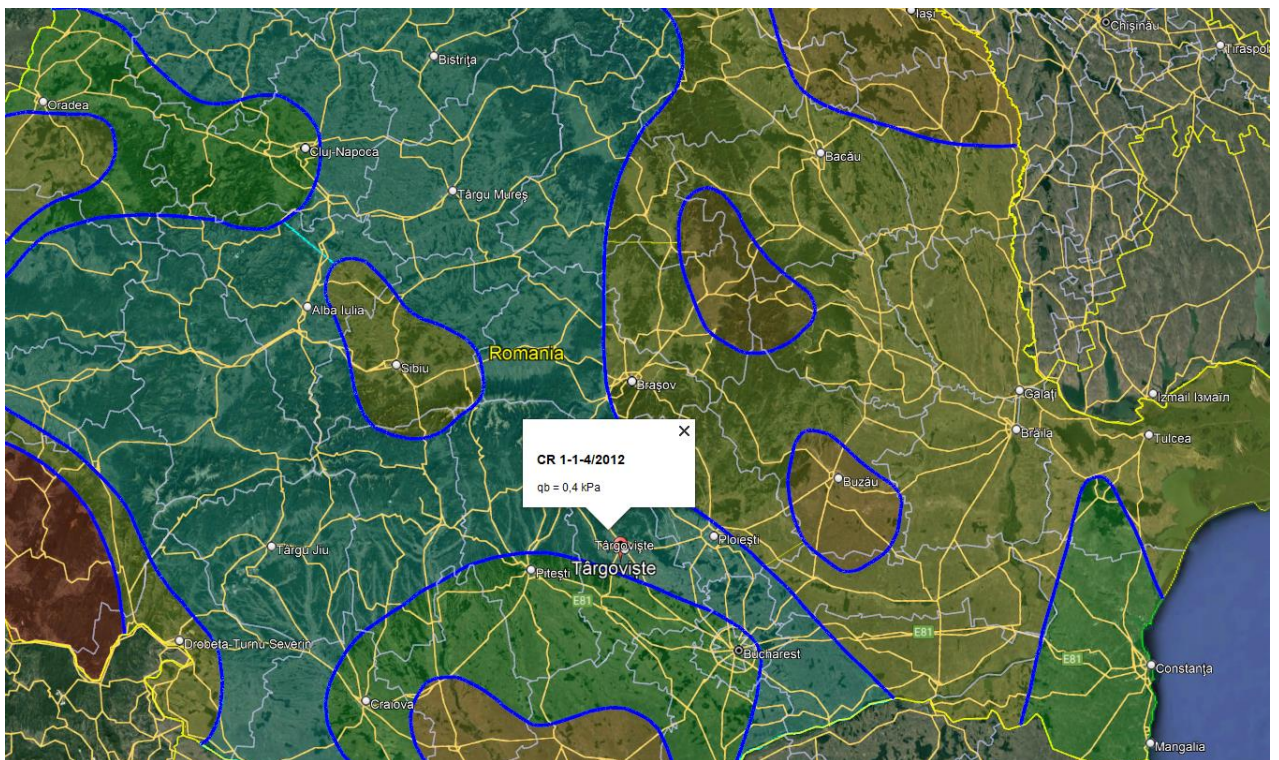 Iași
Chișinău
Tiraspol
Bistrița
Oradea
Cluj-Napoca
Bacău
Târgu Mureș
Alba Iulia
Romania
Sibiu
Brașov
Galați
Izmail Ізмаїл
Brăila
Tulcea
CR 1-1-4/2012
qb = 0,4 kPa
Buzău
Târgu Jiu
Târgoviște
Ploiești
Pitești
Târgoviște
E81
E81
Drobeta-Turnu Severin
Bucharest
E81
Constanța
Craiova
Mangalia